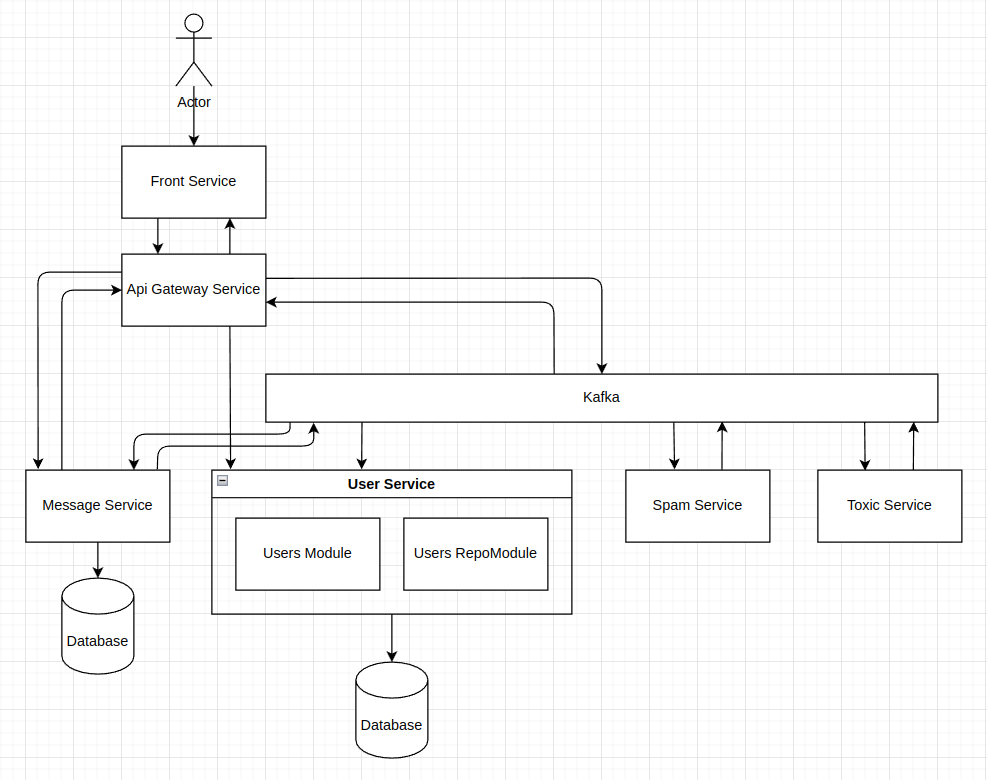 Actor
Front Service
Api Gateway Service
Kafka
Message Service
User Service
Users Module
Users RepoModule
Spam Service
Toxic Service
Database
Database